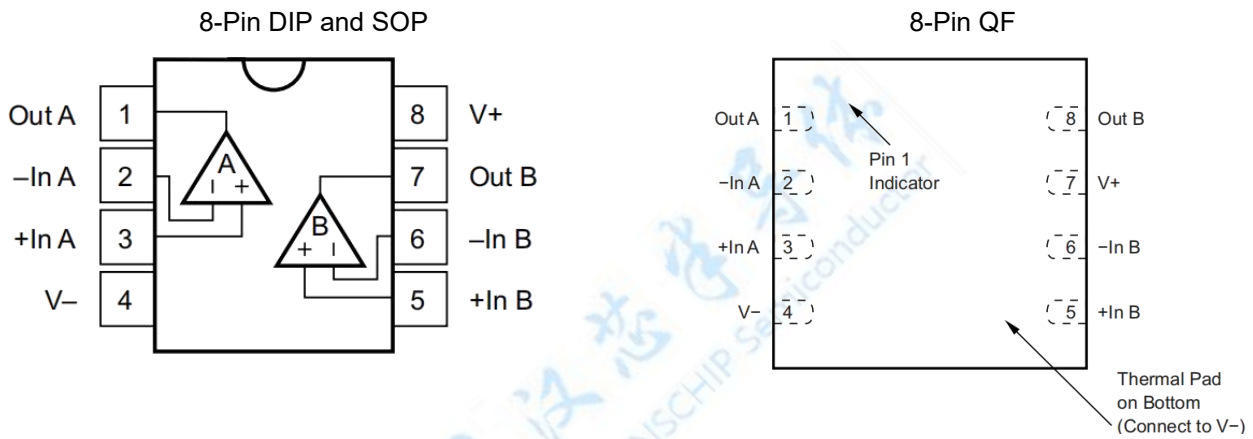 8-Pin DIP and SOP
Out A 1
–In A 2
+In A 3
V– 4
8 V+
7 Out B
6 –In B
5 +In B
A
– +
B
+ –
8-Pin QF
Out A 1
−In A 2
+In A 3
V− 4
8 Out B
7 V+
6 −In B
5 +In B
Pin 1
Indicator
Thermal Pad
on Bottom
(Connect to V−)
Semiconductor